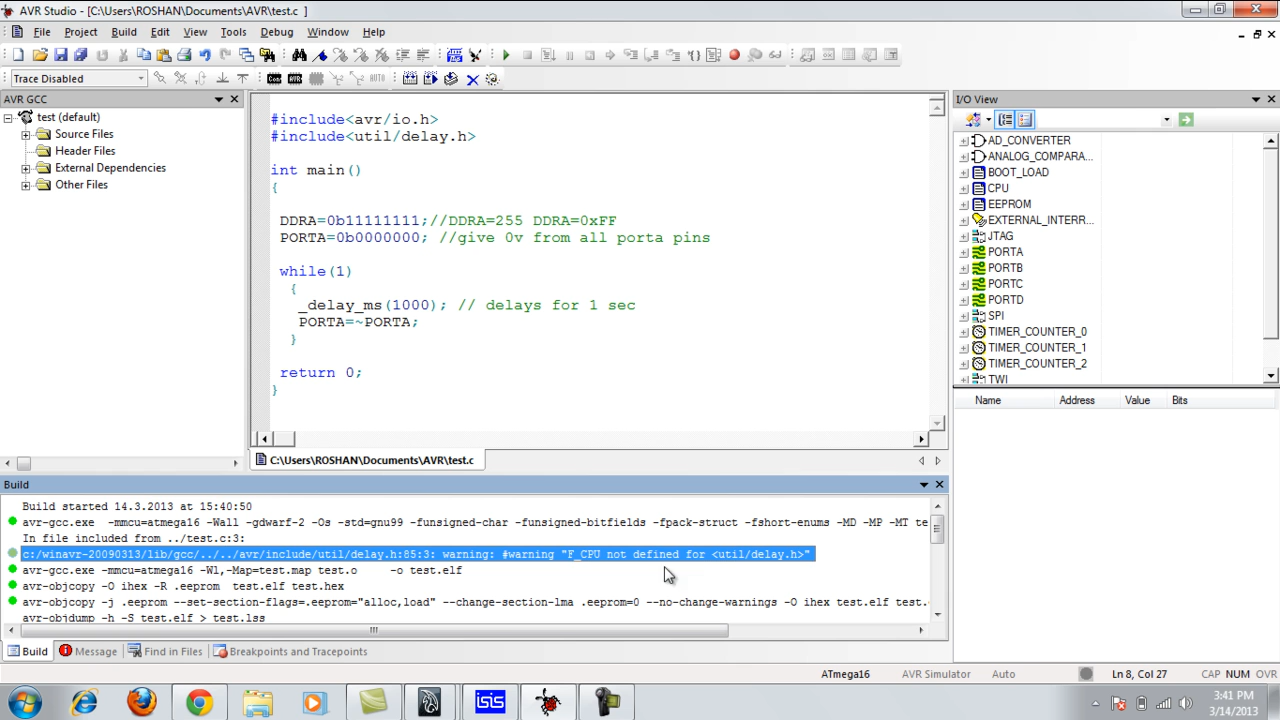 AVR Studio - [C:\Users\ROSHAN\Documents\AVR\test.c ]
File Project Build Edit View Tools Debug Window Help
Trace Disabled
AVR GCC
test (default)
Source Files
Header Files
External Dependencies
Other Files
#include<avr/io.h>
#include<util/delay.h>
int main()
{
DDRA=0b11111111;//DDRA=255 DDRA=0xFF
PORTA=0b0000000; //give 0v from all porta pins
while(1)
{
_delay_ms(1000); // delays for 1 sec
PORTA=~PORTA;
}
return 0;
}
C:\Users\ROSHAN\Documents\AVR\test.c
I/O View
AD_CONVERTER
ANALOG_COMPARA...
BOOT_LOAD
CPU
EEPROM
EXTERNAL_INTERR...
JTAG
PORTA
PORTB
PORTC
PORTD
SPI
TIMER_COUNTER_0
TIMER_COUNTER_1
TIMER_COUNTER_2
TWI
Name Address Value Bits
Build
Build started 14.3.2013 at 15:40:50
avr-gcc.exe -mmcu=atmega16 -Wall -gdwarf-2 -Os -std=gnu99 -funsigned-char -funsigned-bitfields -fpack-struct -fshort-enums -MD -MP -MT te
In file included from ../test.c:3:
c:/winavr-20090313/lib/gcc/../../avr/include/util/delay.h:85:3: warning: #warning "F_CPU not defined for <util/delay.h>"
avr-gcc.exe -mmcu=atmega16 -Wl,-Map=test.map test.o -o test.elf
avr-objcopy -O ihex -R .eeprom test.elf test.hex
avr-objcopy -j .eeprom --set-section-flags=.eeprom="alloc,load" --change-section-lma .eeprom=0 --no-change-warnings -O ihex test.elf test.
avr-objdump -h -S test.elf > test.lss
Build Message Find in Files Breakpoints and Tracepoints
ATmega16 AVR Simulator Auto Ln 8, Col 27 CAP NUM OVR
isis
3:41 PM
3/14/2013